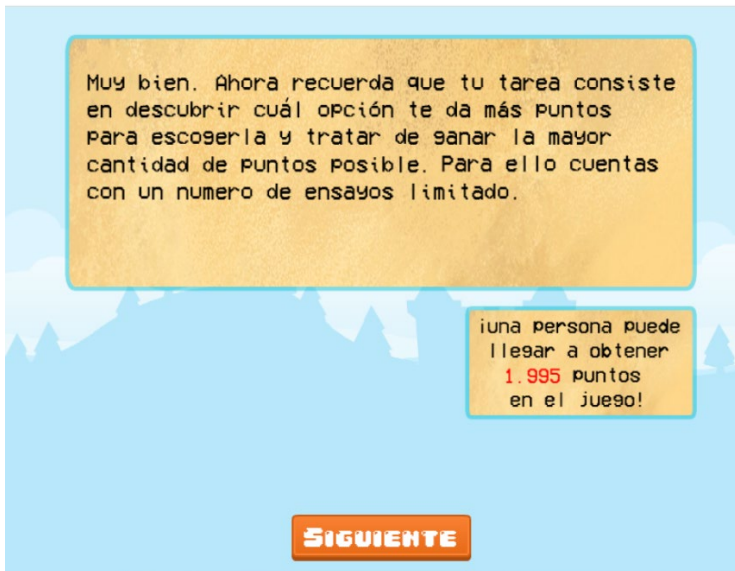 Muy bien. Ahora recuerda que tu tarea consiste
en descubrir cuál opción te da más puntos
para escogerla y tratar de ganar la mayor
cantidad de puntos posible. Para ello cuentas
con un numero de ensayos limitado.
¡una persona puede
llegar a obtener
1.995 puntos
en el juego!
SIGUIENTE